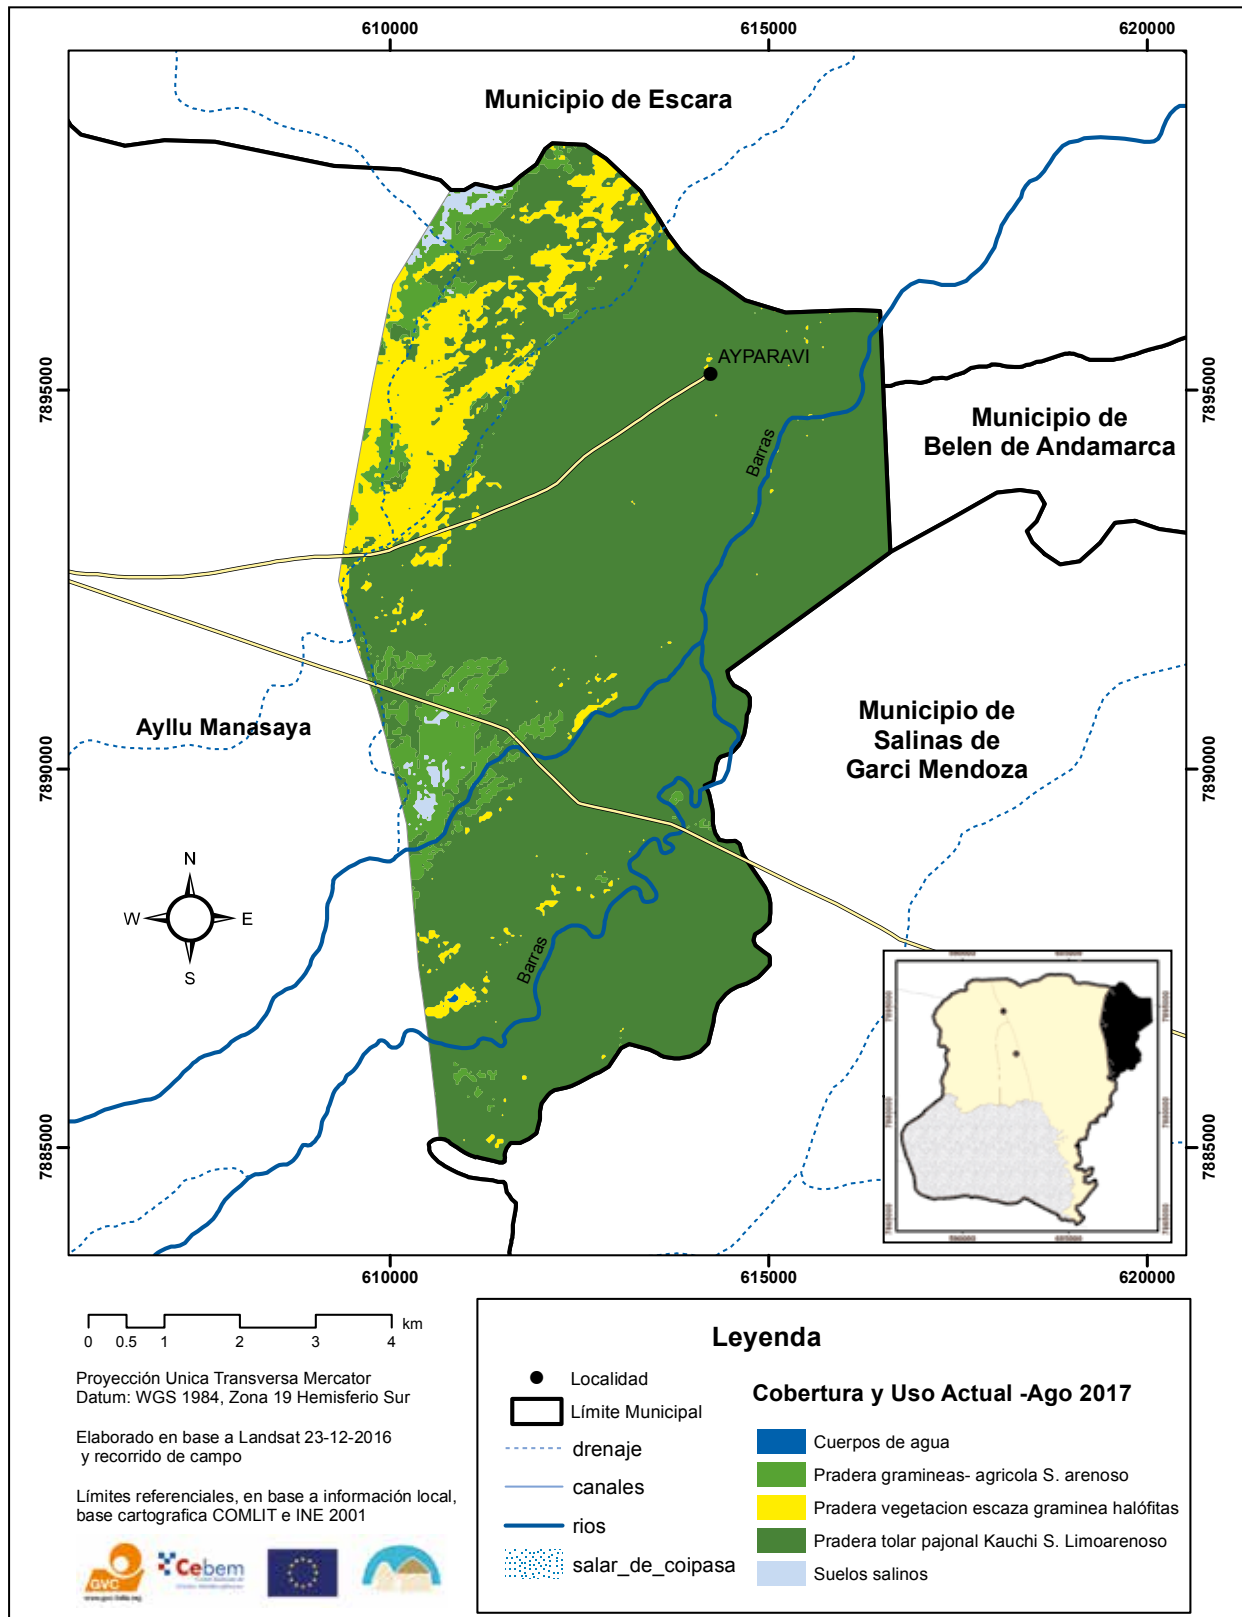 610000
615000
620000
Municipio de Escara
7895000
7895000
AYPARAVI
Municipio de
Belen de Andamarca
Barras
Ayllu Manasaya
Municipio de
Salinas de
Garci Mendoza
7890000
7890000
N
W
E
S
Barras
7885000
7885000
610000
615000
620000
0 0.5 1 2 3 4 km
Proyección Unica Transversa Mercator
Datum: WGS 1984, Zona 19 Hemisferio Sur
Elaborado en base a Landsat 23-12-2016
y recorrido de campo
Límites referenciales, en base a información local,
base cartografica COMLIT e INE 2001
GVC
Cebem
Leyenda
Localidad
Límite Municipal
drenaje
canales
rios
salar_de_coipasa
Cobertura y Uso Actual -Ago 2017
Cuerpos de agua
Pradera gramineas- agricola S. arenoso
Pradera vegetacion escaza graminea halófitas
Pradera tolar pajonal Kauchi S. Limoarenoso
Suelos salinos